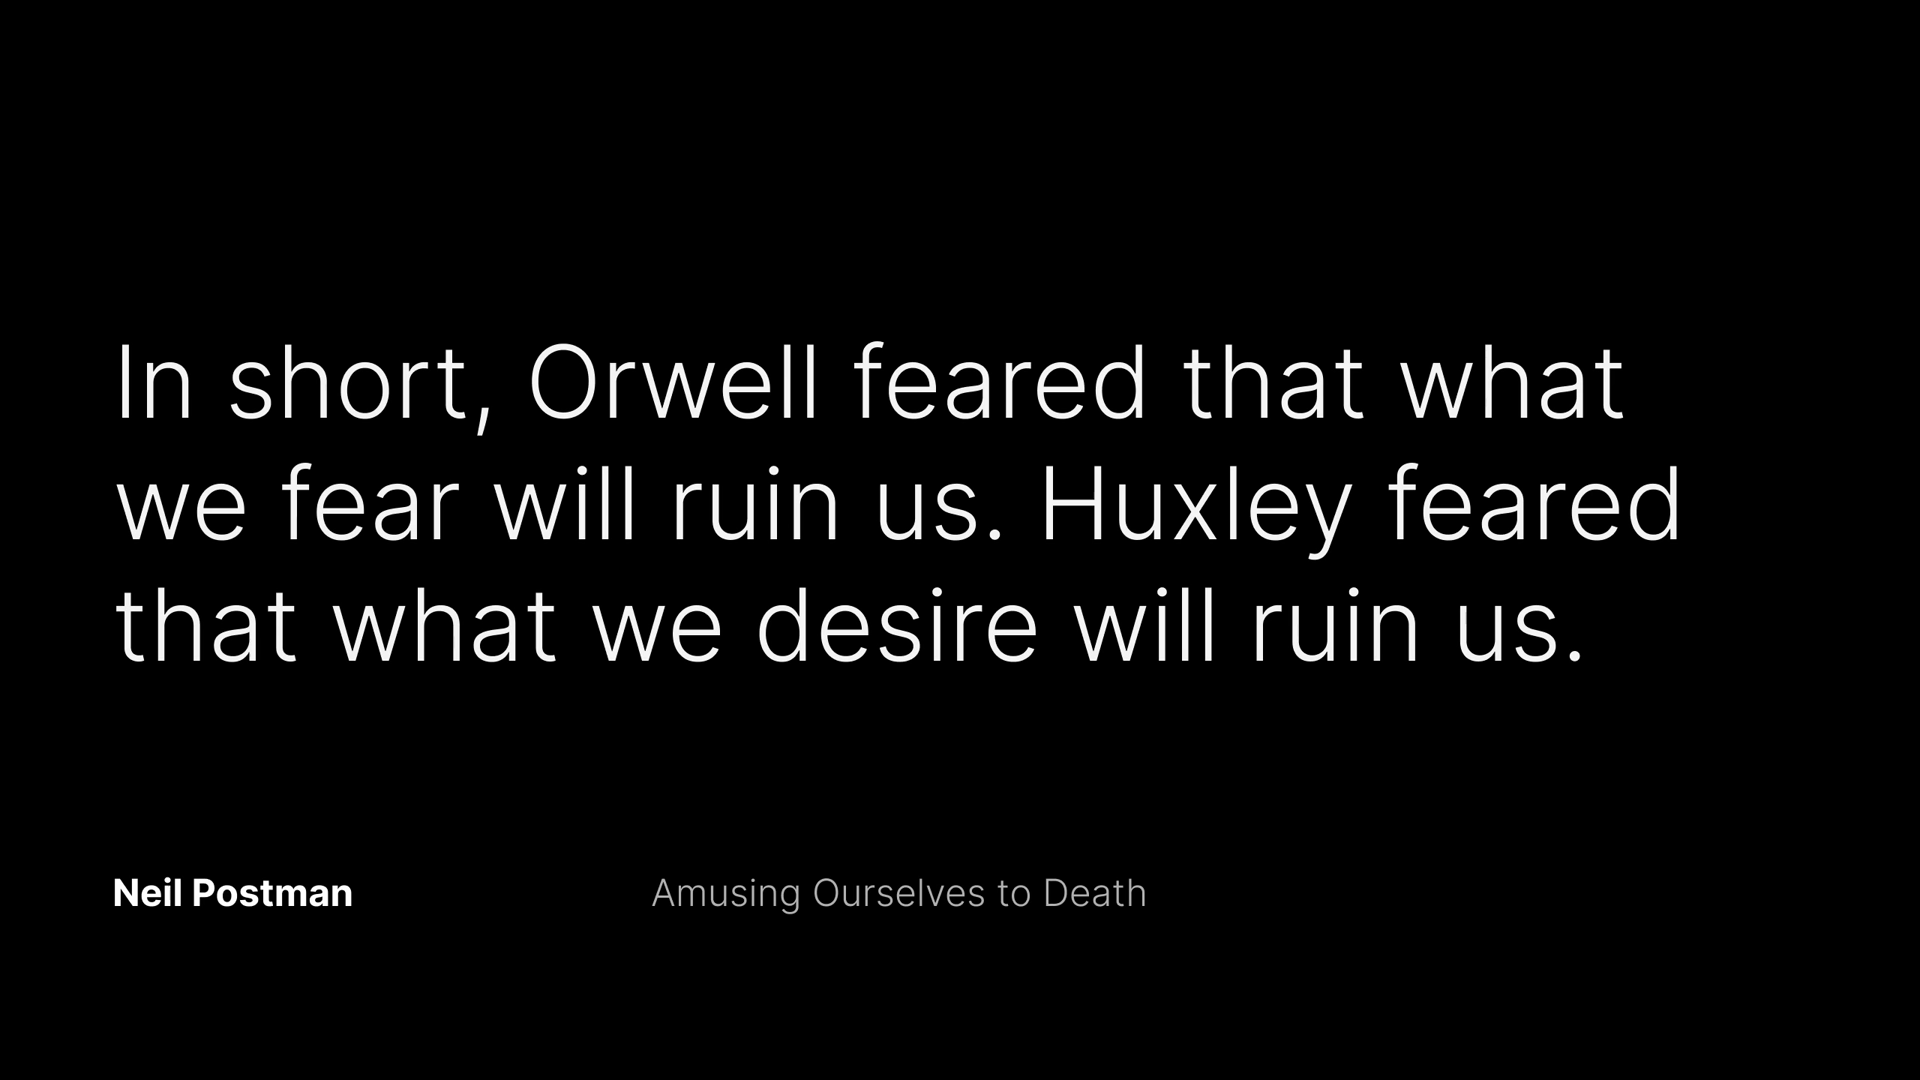 In short, Orwell feared that what
we fear will ruin us. Huxley feared
that what we desire will ruin us.
Neil Postman
Amusing Ourselves to Death